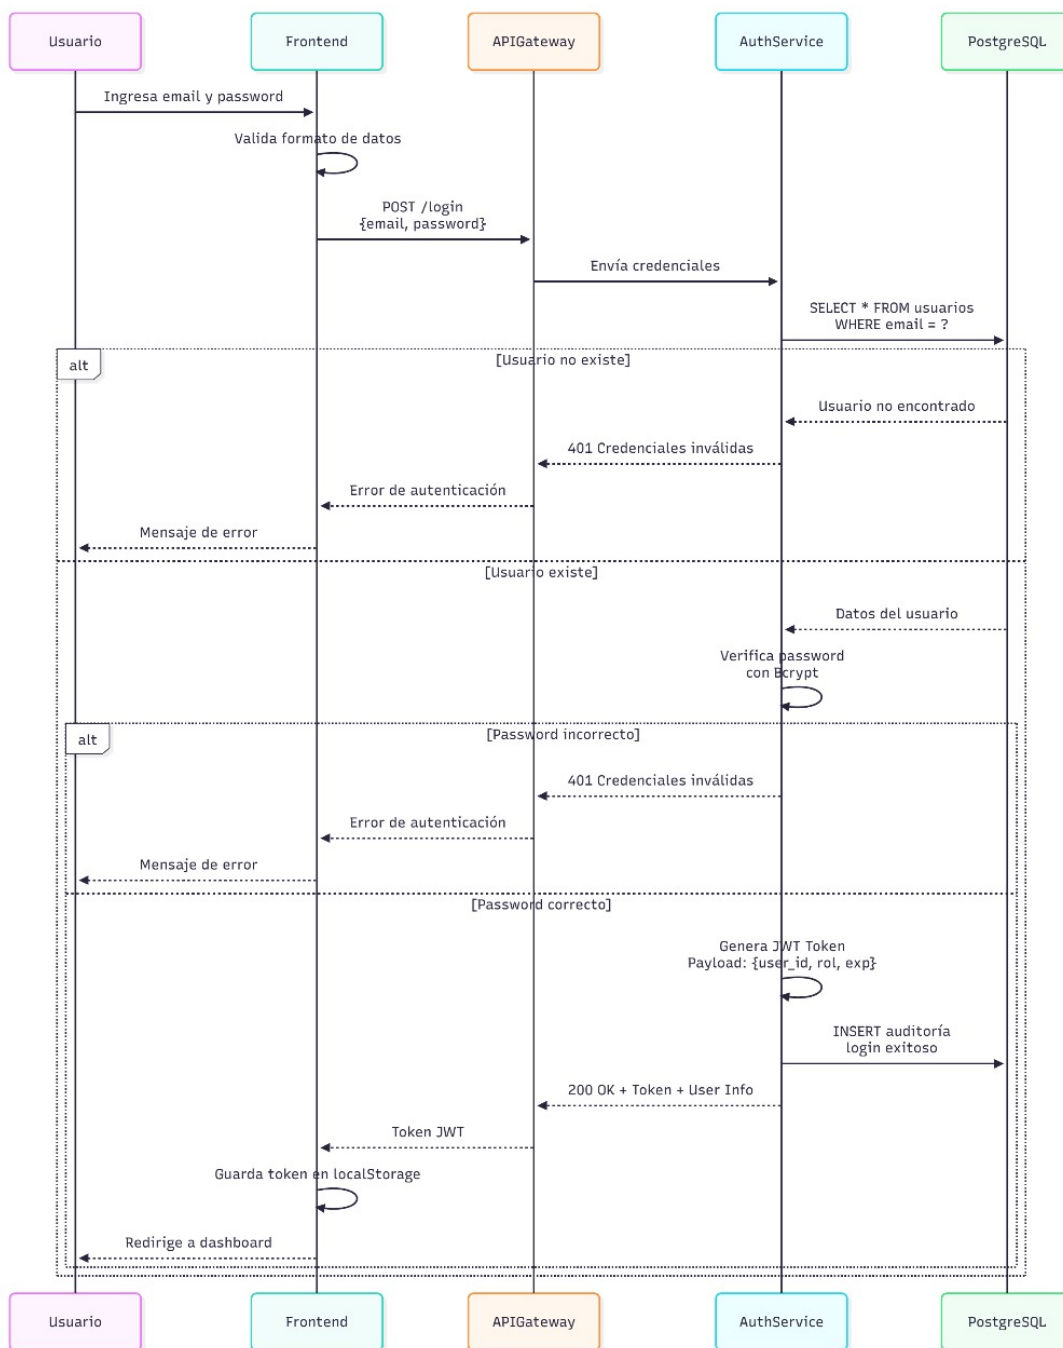 Usuario
Frontend
APIGateway
AuthService
PostgreSQL
Ingresa email y password
Valida formato de datos
POST /login
{email, password}
Envía credenciales
SELECT * FROM usuarios
WHERE email = ?
alt
[Usuario no existe]
Usuario no encontrado
401 Credenciales inválidas
Error de autenticación
Mensaje de error
[Usuario existe]
Datos del usuario
Verifica password
con Bcrypt
alt
[Password incorrecto]
401 Credenciales inválidas
Error de autenticación
Mensaje de error
[Password correcto]
Genera JWT Token
Payload: {user_id, rol, exp}
INSERT auditoría
login exitoso
200 OK + Token + User Info
Token JWT
Guarda token en localStorage
Redirige a dashboard
Usuario
Frontend
APIGateway
AuthService
PostgreSQL